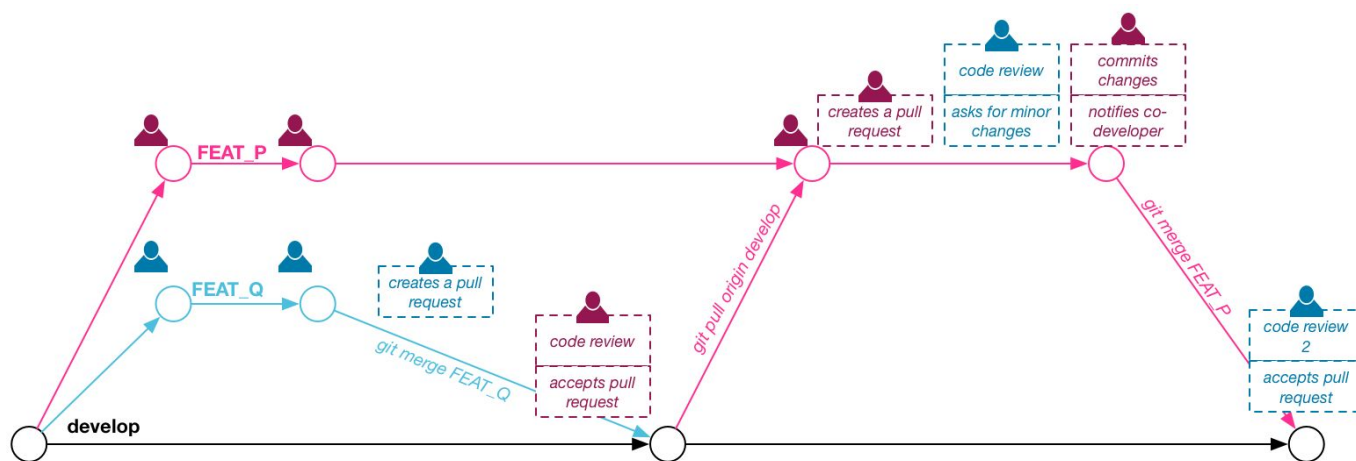 code review
asks for minor
changes
commits
changes
notifies co-
developer
creates a pull
request
FEAT_P
FEAT_Q
creates a pull
request
git merge FEAT_Q
code review
accepts pull
request
git pull origin develop
git merge FEAT_P
code review
2
accepts pull
request
develop